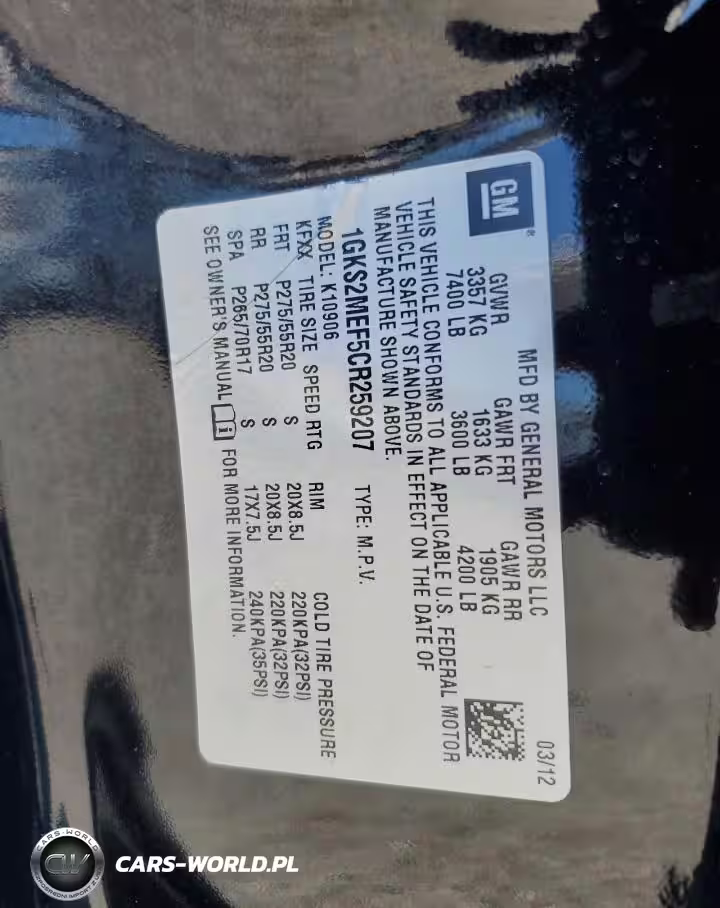 GM
®
MFD BY GENERAL MOTORS LLC
03/12
GVWR GAWR FRT GAWR RR
3357 KG 1633 KG 1905 KG
7400 LB 3600 LB 4200 LB
THIS VEHICLE CONFORMS TO ALL APPLICABLE U.S. FEDERAL MOTOR
VEHICLE SAFETY STANDARDS IN EFFECT ON THE DATE OF
MANUFACTURE SHOWN ABOVE.
1GKS2MEF5CR259207 TYPE: M.P.V.
MODEL: K10906
KFXX TIRE SIZE SPEED RTG RIM COLD TIRE PRESSURE
FRT P275/55R20 S 20X8.5J 220KPA(32PSI)
RR P275/55R20 S 20X8.5J 220KPA(32PSI)
SPA P265/70R17 S 17X7.5J 240KPA(35PSI)
SEE OWNER'S MANUAL i FOR MORE INFORMATION.
CARS-WORLD
CW
CARS-WORLD.PL